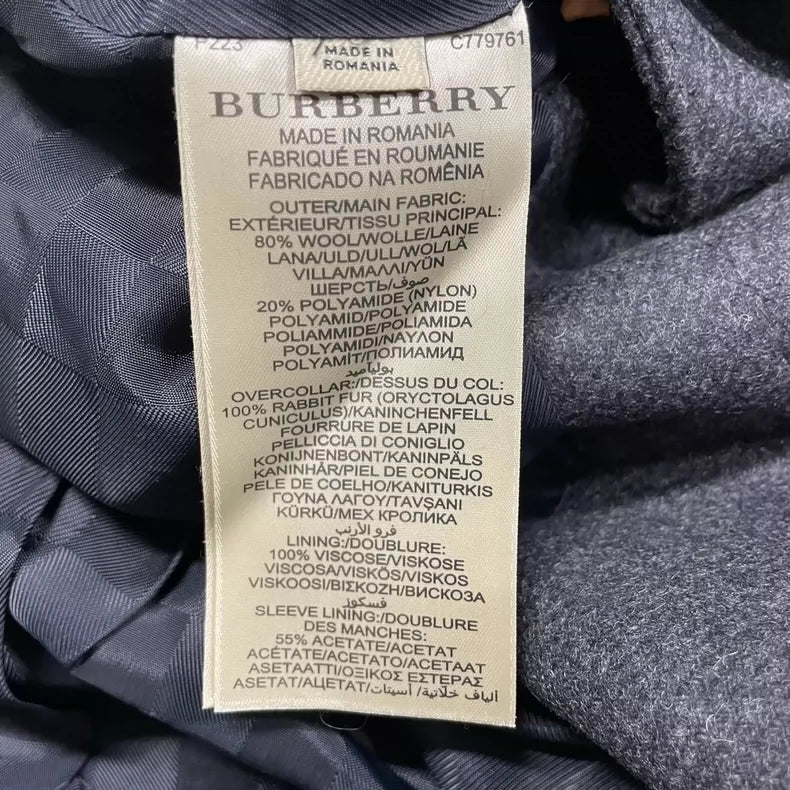 P223
C779761
MADE IN
ROMANIA
BURBERRY
MADE IN ROMANIA
FABRIQUÉ EN ROUMANIE
FABRICADO NA ROMÊNIA
OUTER/MAIN FABRIC:
EXTÉRIEUR/TISSU PRINCIPAL:
80% WOOL/WOLLE/LAINE
LANA/ULD/ULL/WOL/LÃ
VILLA/ΜΑΛΛΙ/YÜN
ШЕРСТЬ/صوف
20% POLYAMIDE (NYLON)
POLYAMID/POLYAMIDE
POLIAMMIDE/POLIAMIDA
POLYAMIDI/ΝΑΥΛΟΝ
POLYAMİT/ПОЛИАМИД
بولياميد
OVERCOLLAR:/DESSUS DU COL:
100% RABBIT FUR (ORYCTOLAGUS
CUNICULUS)/KANINCHENFELL
FOURRURE DE LAPIN
PELLICCIA DI CONIGLIO
KONIJNENBONT/KANINPÄLS
KANINHÅR/PIEL DE CONEJO
PELE DE COELHO/KANITURKIS
ΓΟΥΝΑ ΛΑΓΟΥ/TAVŞANI
KÜRKÜ/МЕХ КРОЛИКА
فرو الأرنب
LINING:/DOUBLURE:
100% VISCOSE/VISKOSE
VISCOSA/VISKÖS/VISKOS
VISKOOSI/ΒΙΣΚΟΖΗ/ВИСКОЗА
فسكوز
SLEEVE LINING:/DOUBLURE
DES MANCHES:
55% ACETATE/ACETAT
ACÉTATE/ACETATO/ACETAAT
ASETAATTI/ΟΞΙΚΟΣ ΕΣΤΕΡΑΣ
ASETAT/АЦЕТАТ/ألياف خلاتية/ أسيتات